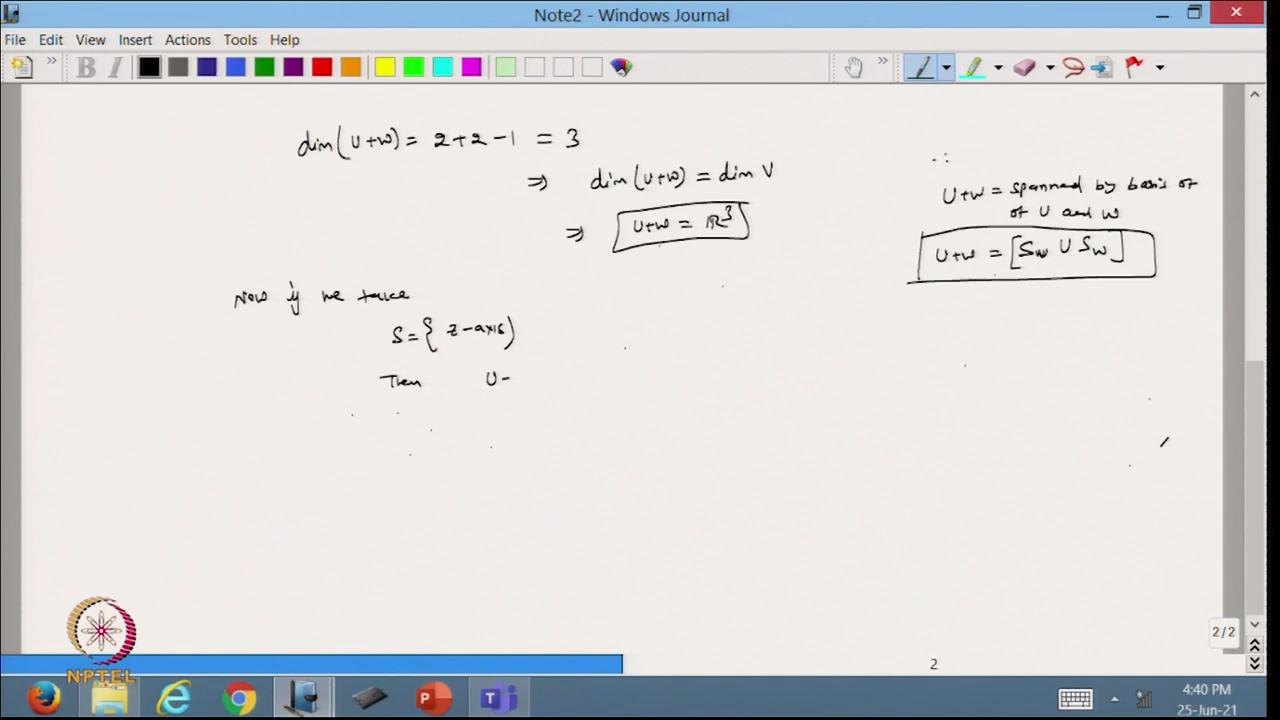 Note2 - Windows Journal
File Edit View Insert Actions Tools Help
dim(U+W) = 2+2-1 = 3
⇒ dim(U+W) = dim V
⇒ U+W = ℝ³
∴
U+W = spanned by basis of
of U and W
U+W = [S_W ∪ S_W]
Now if we take
S = { z-axis)
Then U-
2/2
2
NPTEL
4:40 PM
25-Jun-21